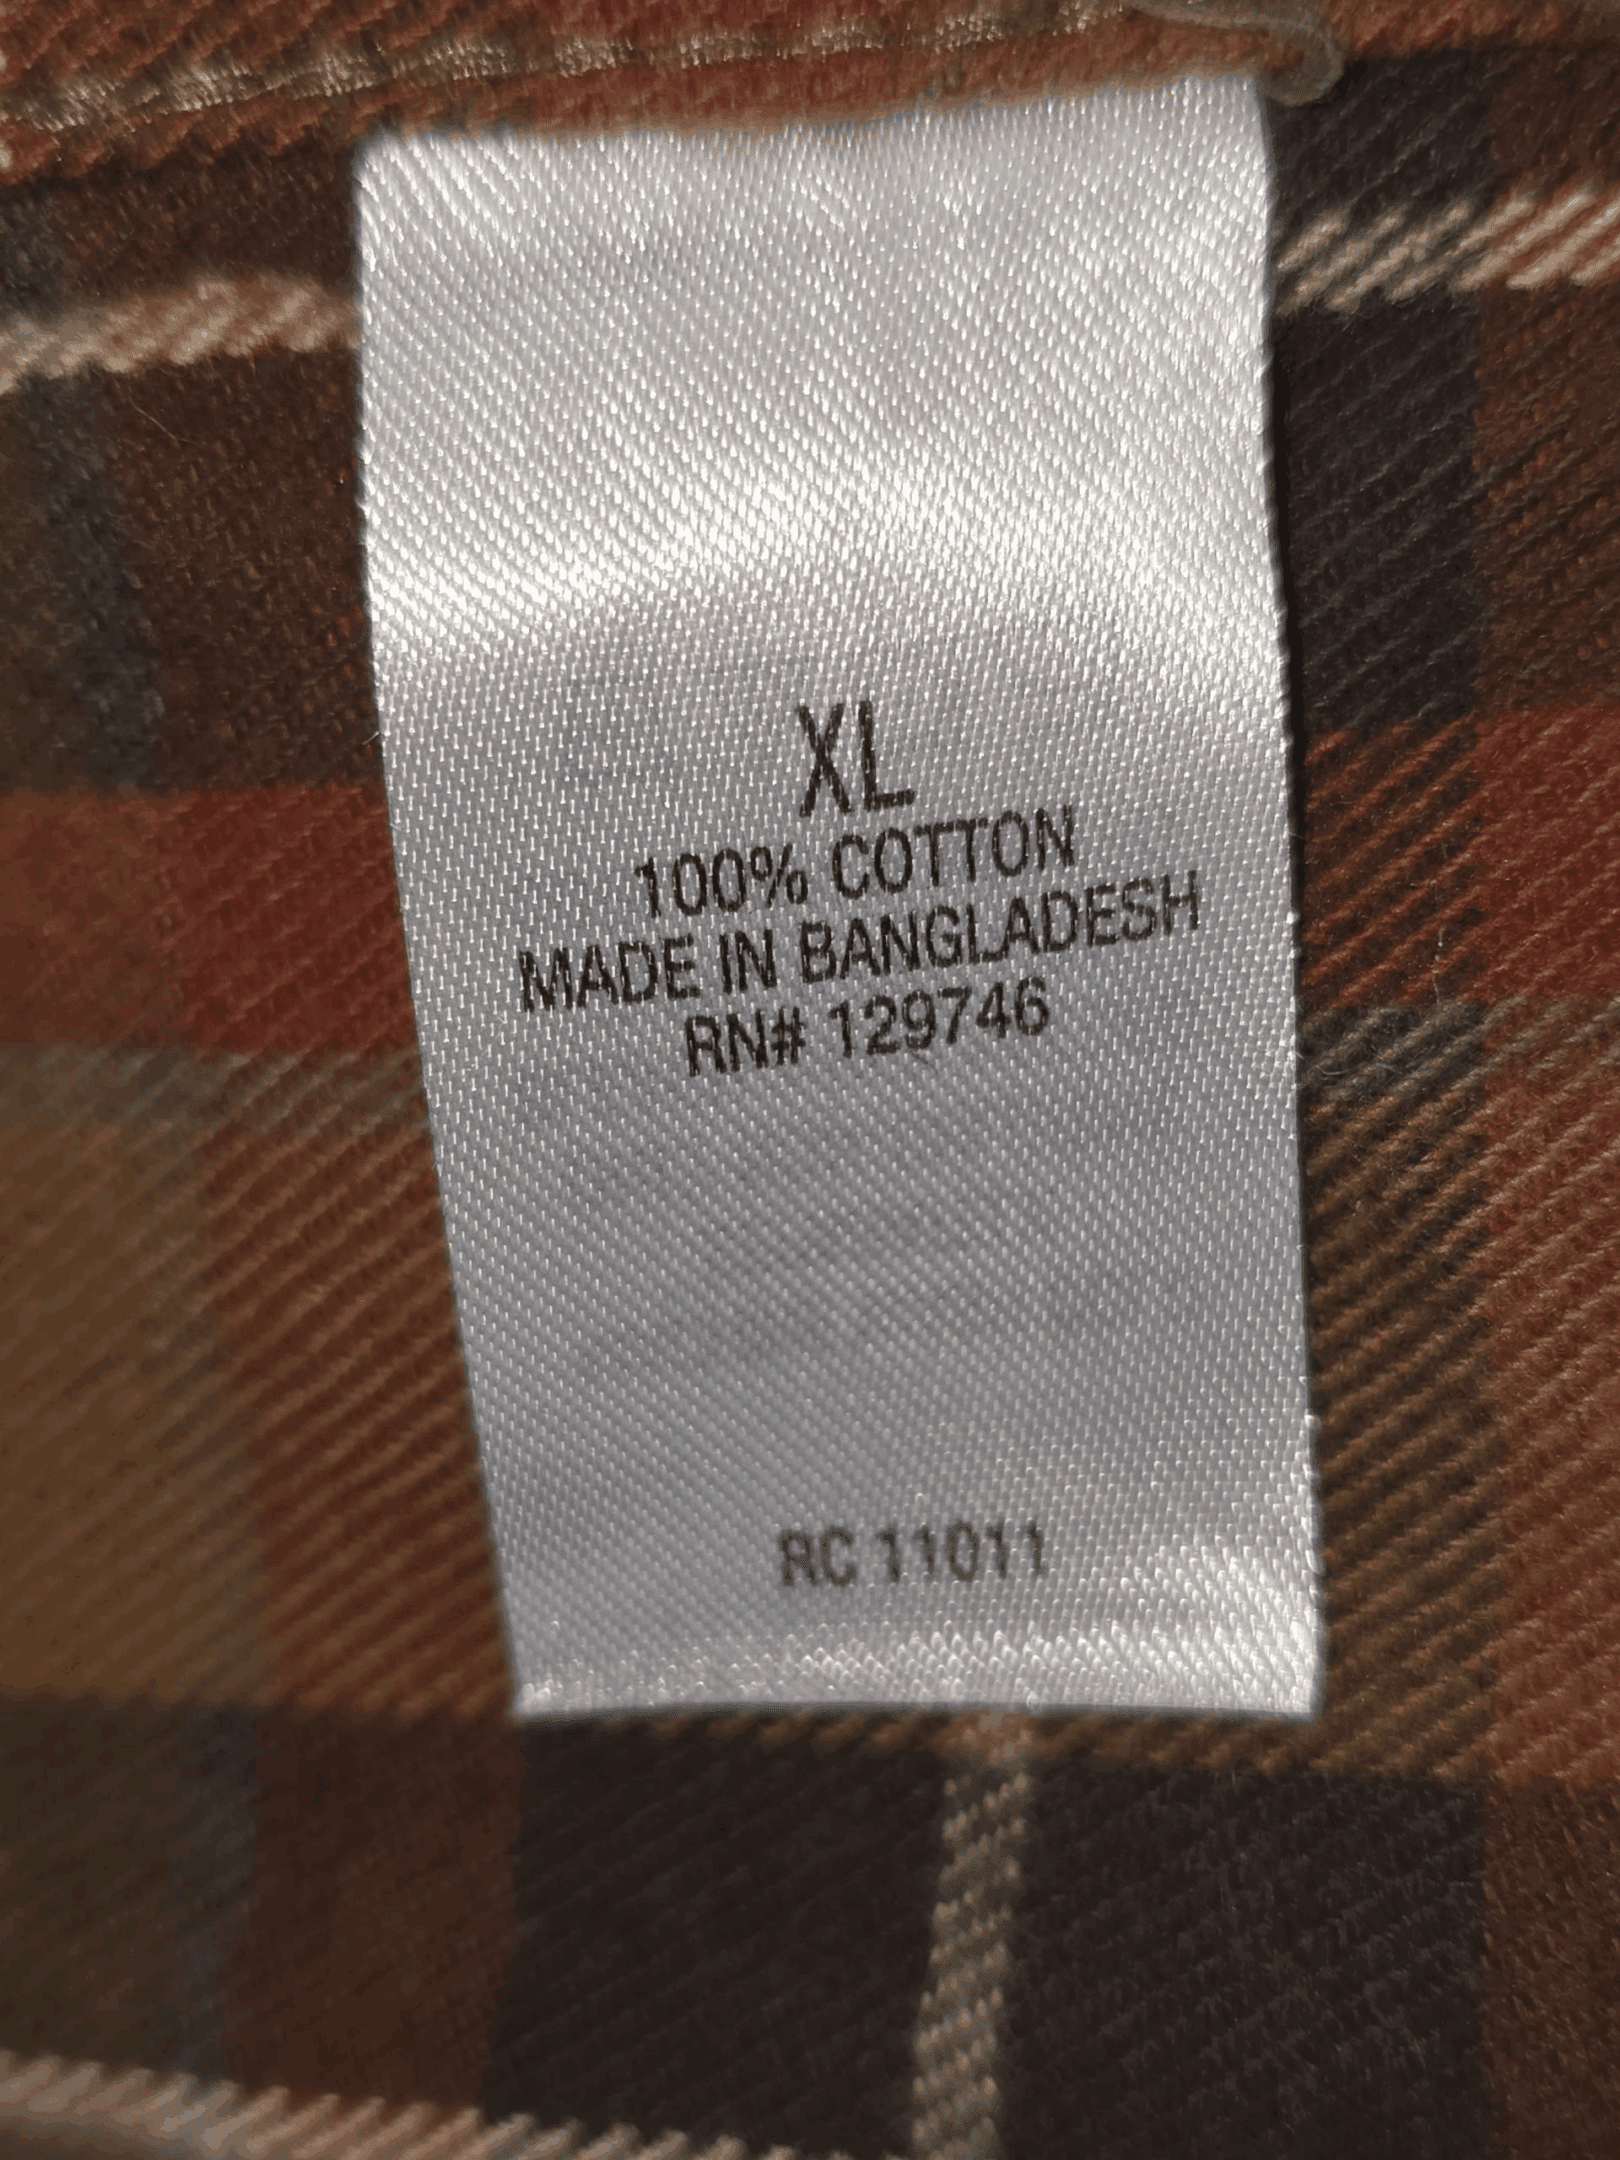 XL
100% COTTON
MADE IN BANGLADESH
RN# 129746
RC 11011